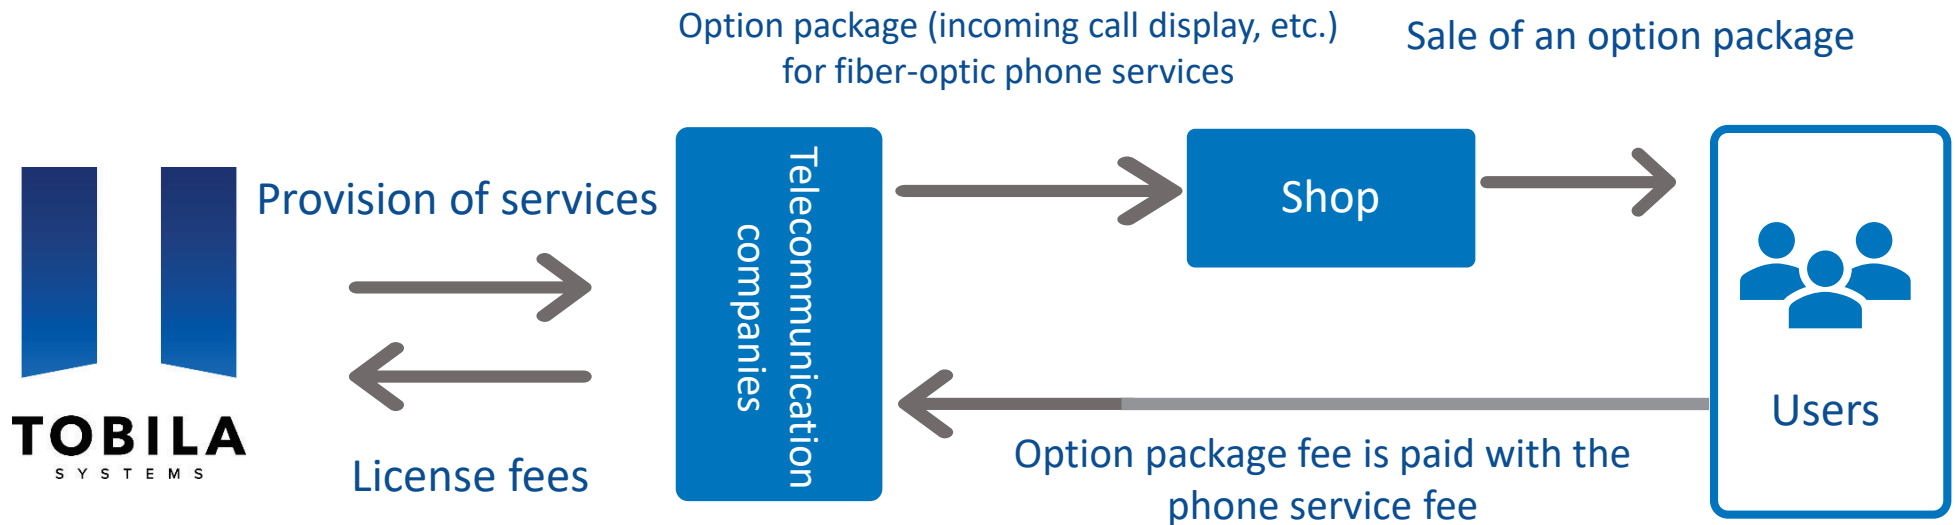 Option package (incoming call display, etc.)
for fiber-optic phone services
Sale of an option package
Provision of services
Telecommunication
companies
Shop
TOBILA
SYSTEMS
License fees
Users
Option package fee is paid with the
phone service fee